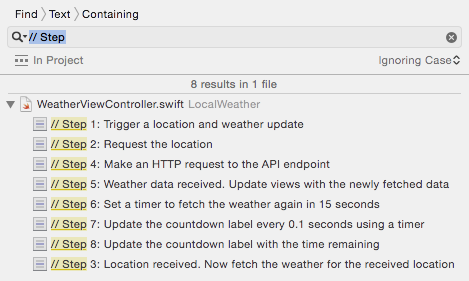 Find 〉 Text 〉 Containing
// Step
In Project Ignoring Case
8 results in 1 file
WeatherViewController.swift LocalWeather
// Step 1: Trigger a location and weather update
// Step 2: Request the location
// Step 4: Make an HTTP request to the API endpoint
// Step 5: Weather data received. Update views with the newly fetched data
// Step 6: Set a timer to fetch the weather again in 15 seconds
// Step 7: Update the countdown label every 0.1 seconds using a timer
// Step 8: Update the countdown label with the time remaining
// Step 3: Location received. Now fetch the weather for the received location